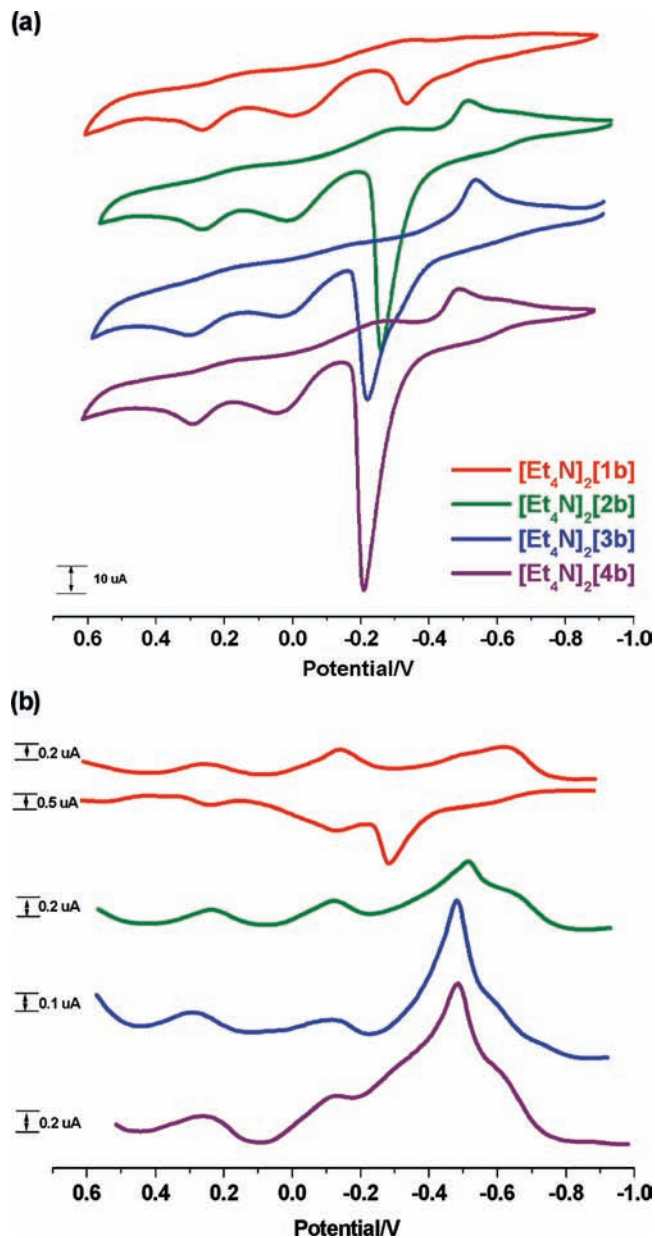 (a)
[Et₄N]₂[1b]
[Et₄N]₂[2b]
[Et₄N]₂[3b]
[Et₄N]₂[4b]
10 uA
0.6 0.4 0.2 0.0 -0.2 -0.4 -0.6 -0.8 -1.0
Potential/V
(b)
0.2 uA
0.5 uA
0.2 uA
0.1 uA
0.2 uA
0.6 0.4 0.2 0.0 -0.2 -0.4 -0.6 -0.8 -1.0
Potential/V